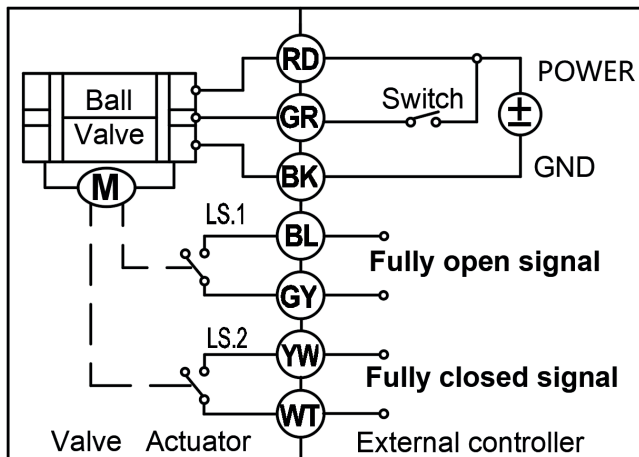 RD
POWER
Ball
Valve
Switch
GR
±
GND
BK
M
LS.1
BL
Fully open signal
GY
LS.2
YW
Fully closed signal
WT
Valve Actuator External controller